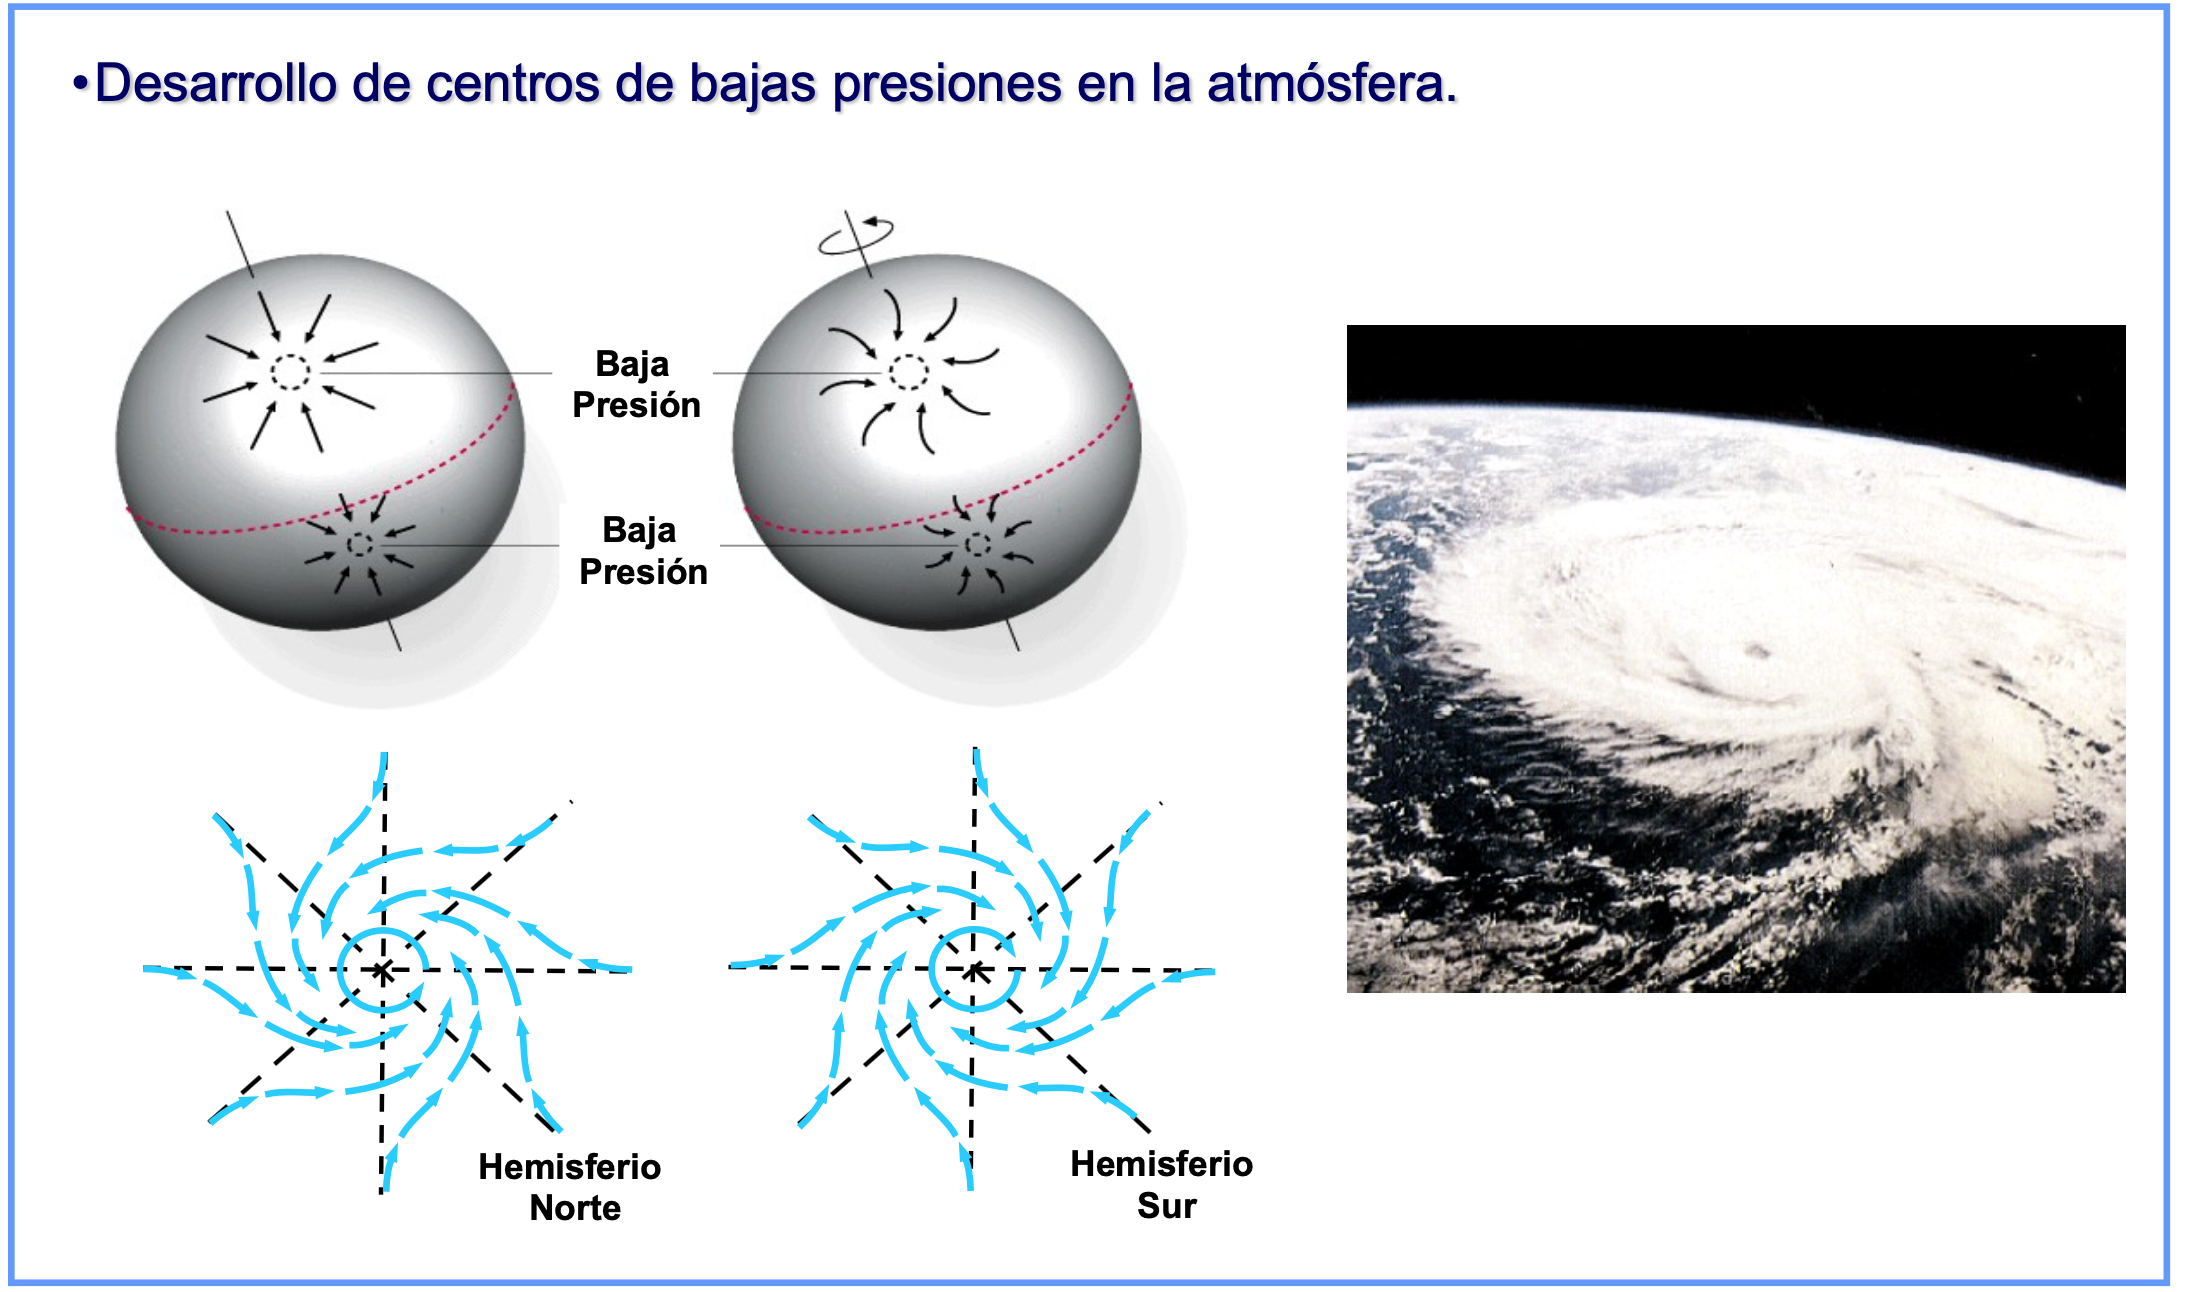 •Desarrollo de centros de bajas presiones en la atmósfera.
Baja
Presión
Baja
Presión
Hemisferio
Norte
Hemisferio
Sur